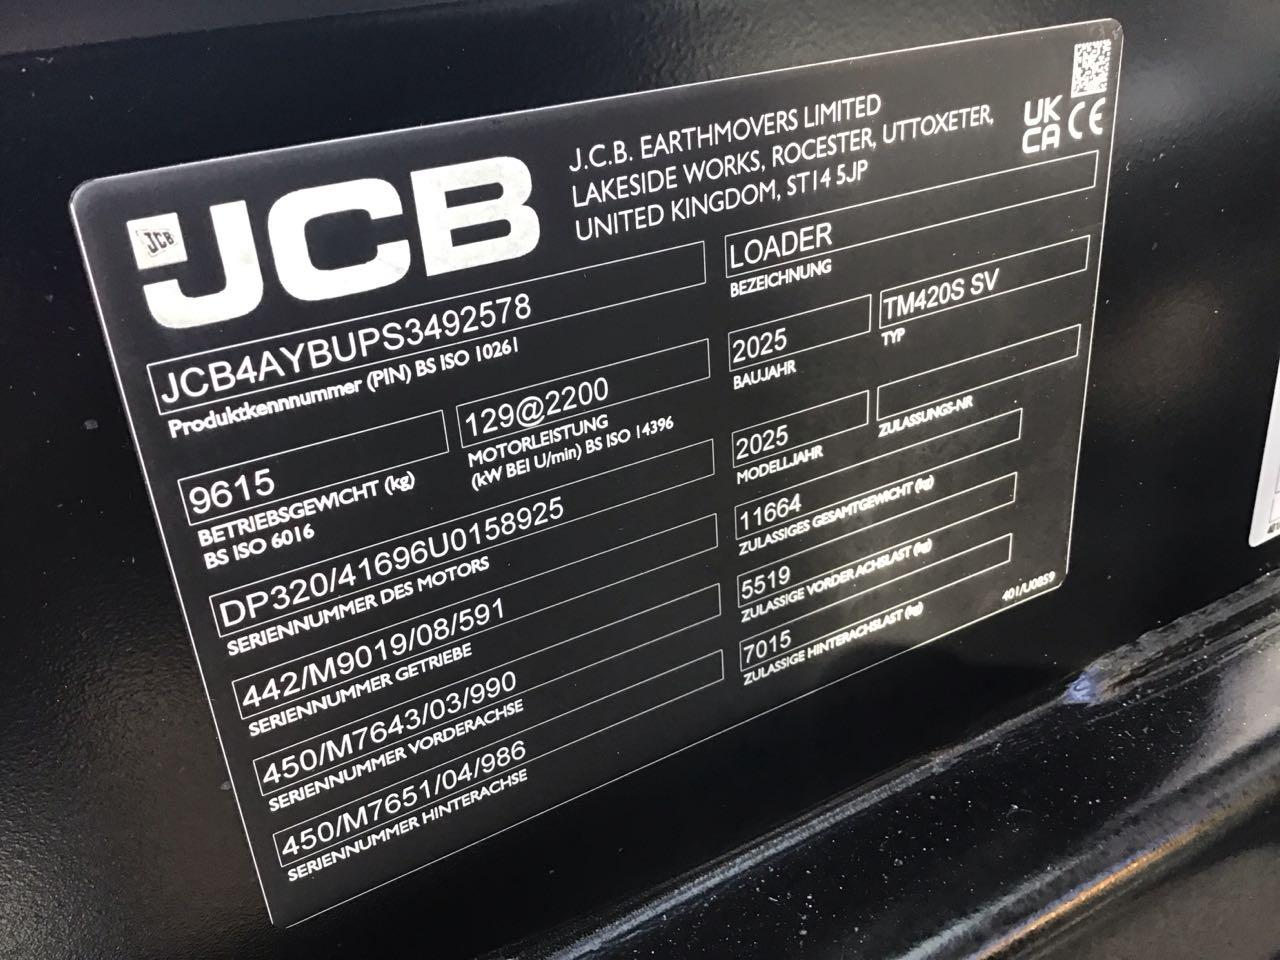 JCB
JCB
J.C.B. EARTHMOVERS LIMITED
LAKESIDE WORKS, ROCESTER, UTTOXETER,
UNITED KINGDOM, ST14 5JP
UK
CA CE
JCB4AYBUPS3492578
Produktkennnummer (PIN) BS ISO 10261
LOADER
BEZEICHNUNG
9615
BETRIEBSGEWICHT (kg)
BS ISO 6016
129@2200
MOTORLEISTUNG
(kW BEI U/min) BS ISO 14396
2025
BAUJAHR
TM420S SV
TYP
DP320/41696U0158925
SERIENNUMMER DES MOTORS
2025
MODELLJAHR
ZULASSUNGS-NR
442/M9019/08/591
SERIENNUMMER GETRIEBE
11664
ZULASSIGES GESAMTGEWICHT (kg)
450/M7643/03/990
SERIENNUMMER VORDERACHSE
5519
ZULASSIGE VORDERACHSLAST (kg)
450/M7651/04/986
SERIENNUMMER HINTERACHSE
7015
ZULASSIGE HINTERACHSLAST (kg)
401/U0859